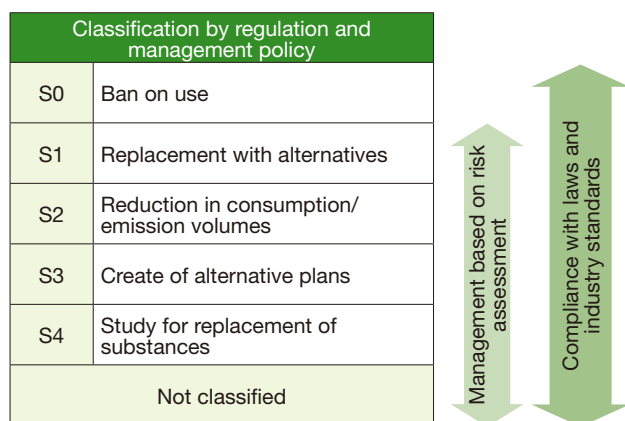 Classification by regulation and
management policy
S0 Ban on use
S1 Replacement with alternatives
S2 Reduction in consumption/
emission volumes
S3 Create of alternative plans
S4 Study for replacement of
substances
Not classified
Management based on risk
assessment
Compliance with laws and
industry standards